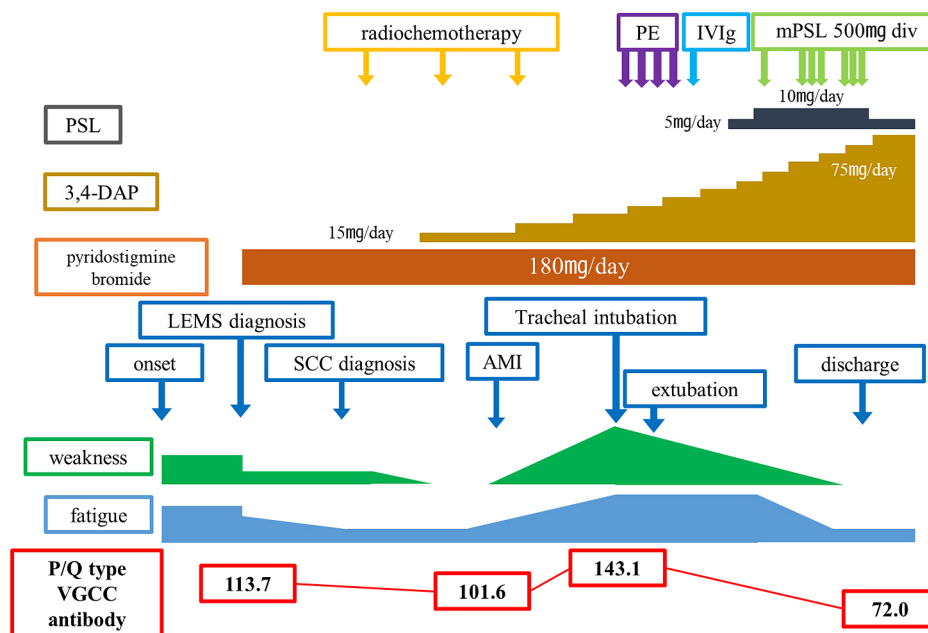 radiochemotherapy
PE
IVIg
mPSL 500㎎ div
10㎎/day
PSL
5㎎/day
3,4-DAP
75㎎/day
15㎎/day
pyridostigmine
bromide
180㎎/day
LEMS diagnosis
Tracheal intubation
onset
SCC diagnosis
AMI
discharge
extubation
weakness
fatigue
P/Q type
VGCC
antibody
113.7
101.6
143.1
72.0